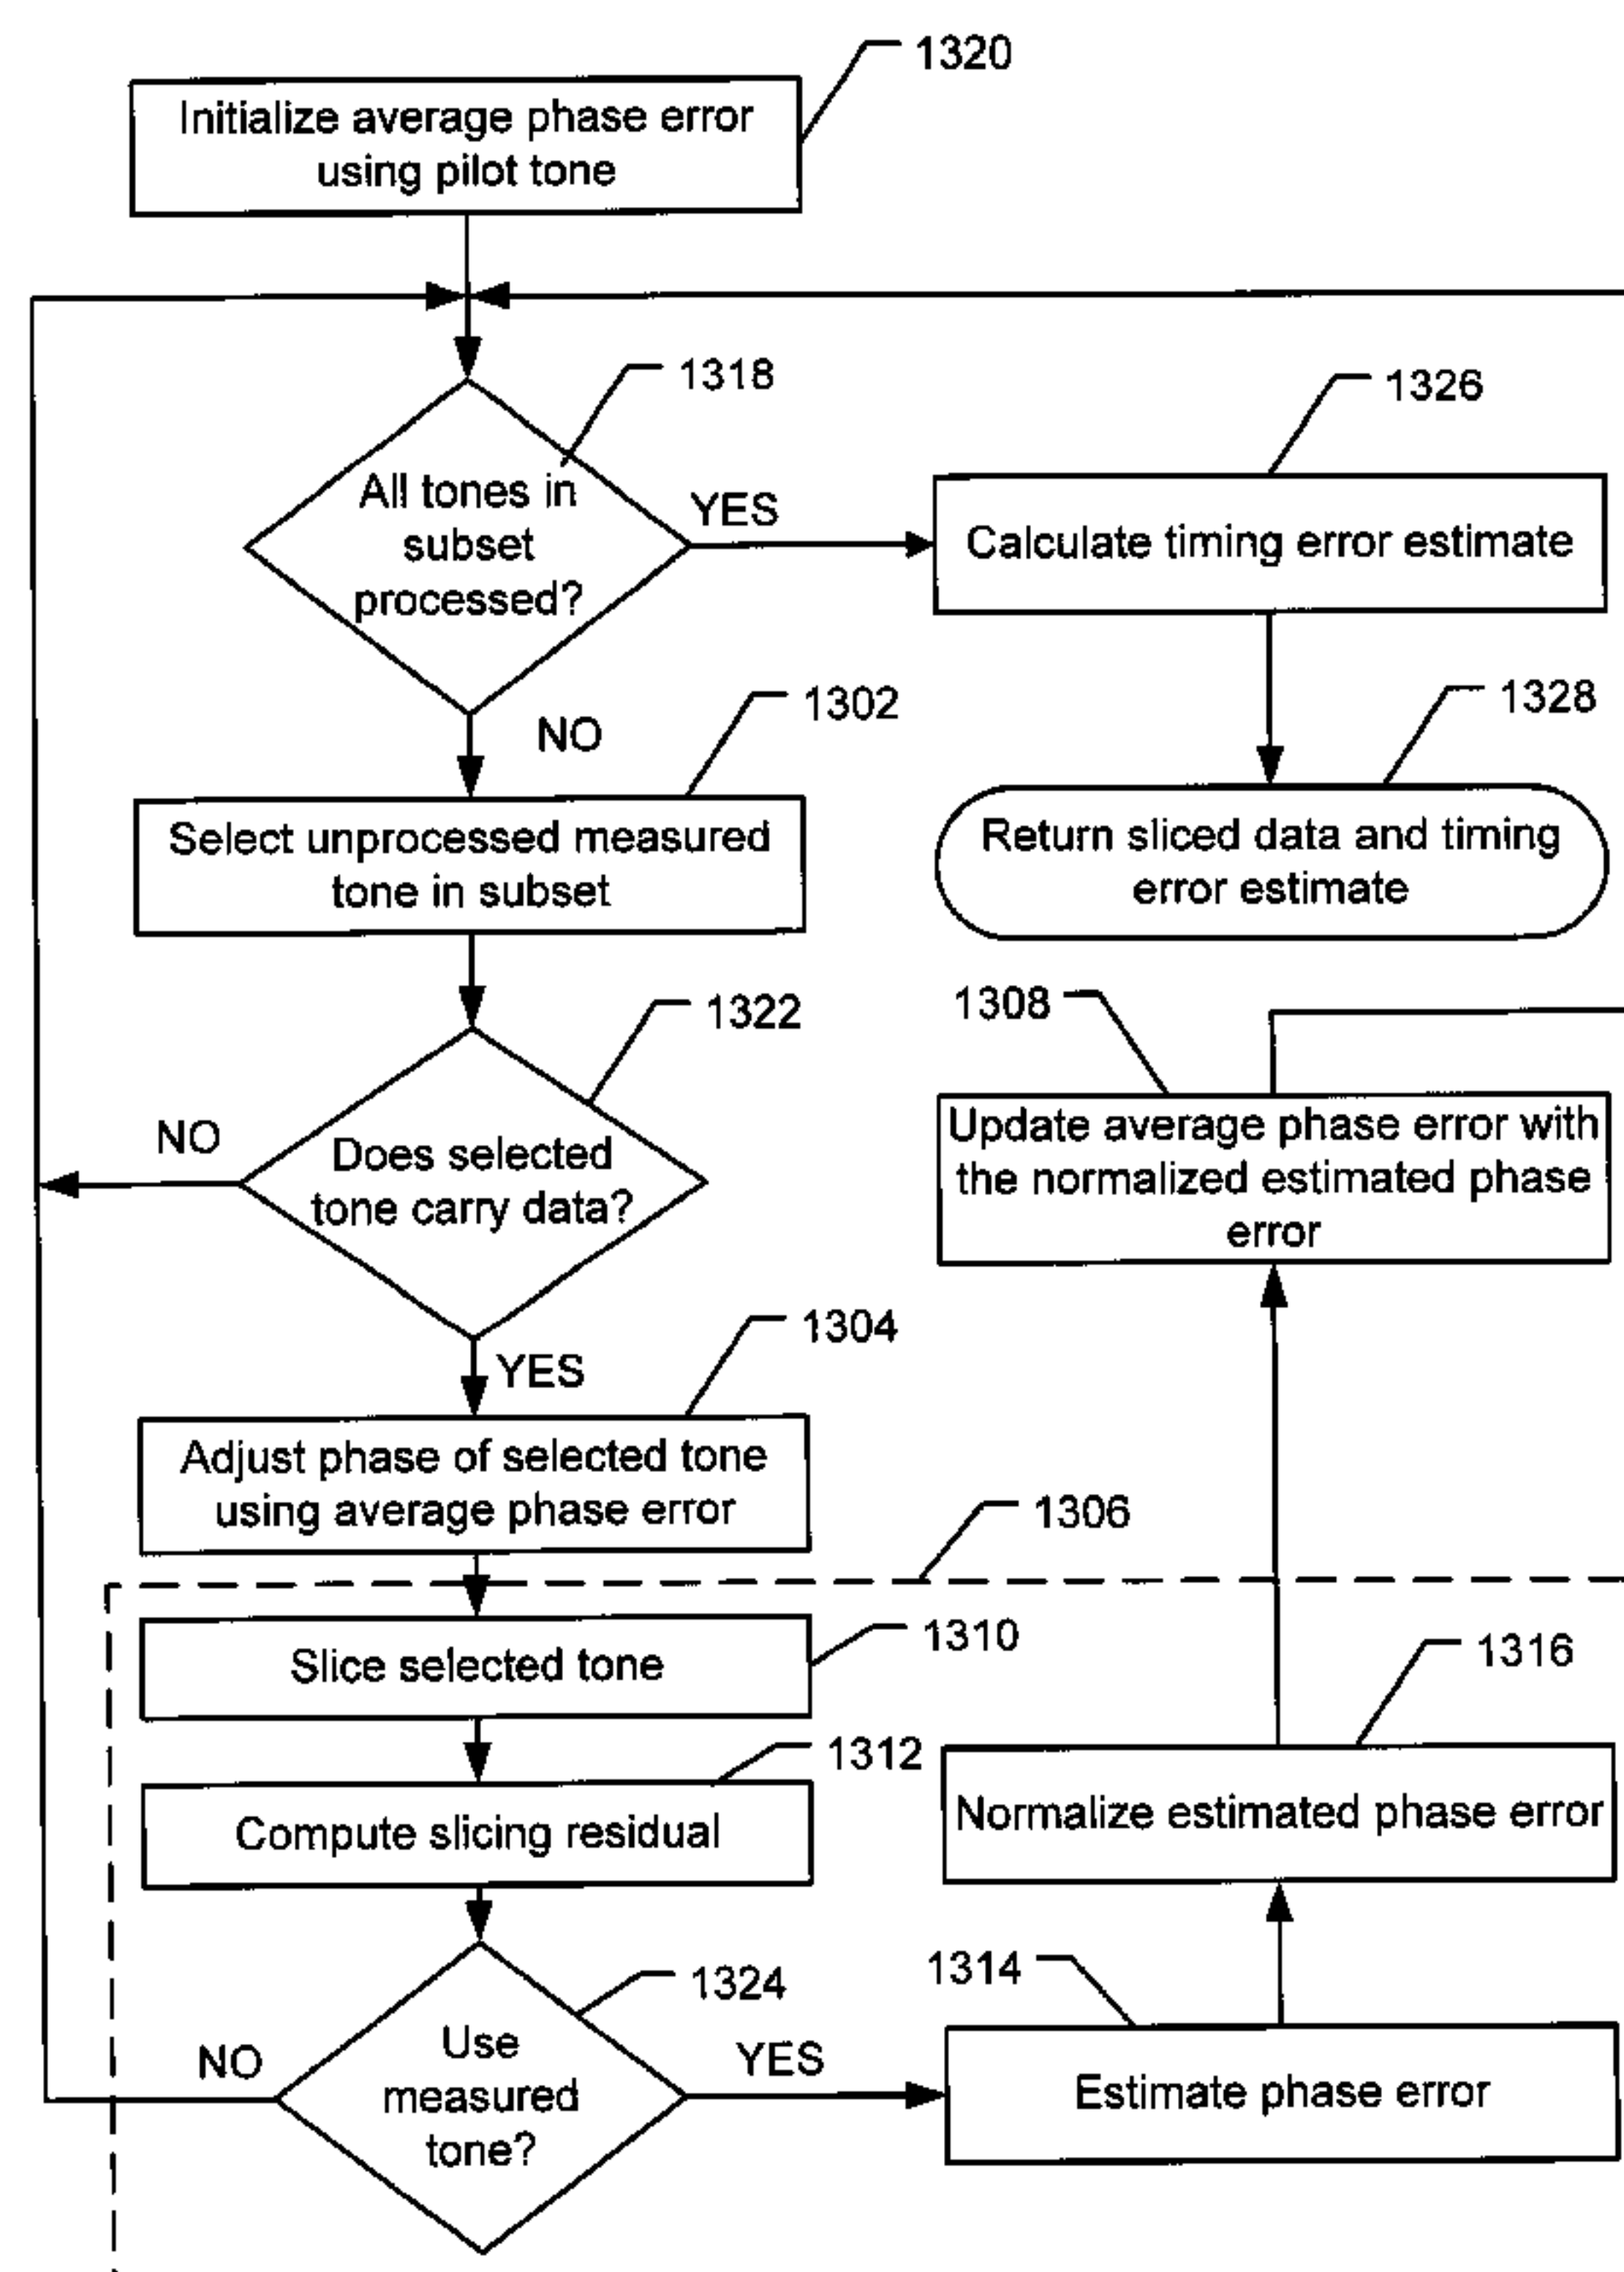 1320
Initialize average phase error
using pilot tone
1318
All tones in
subset
processed?
YES
NO
1326
Calculate timing error estimate
1328
Return sliced data and timing
error estimate
1302
Select unprocessed measured
tone in subset
1322
Does selected
tone carry data?
NO
YES
1304
Adjust phase of selected tone
using average phase error
1306
1310
Slice selected tone
1312
Compute slicing residual
1324
Use
measured
tone?
NO
YES
1314
Estimate phase error
1316
Normalize estimated phase error
1308
Update average phase error with
the normalized estimated phase
error